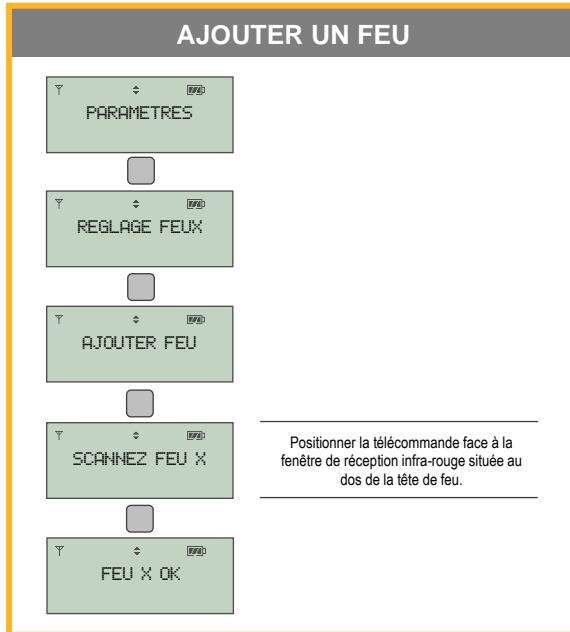 AJOUTER UN FEU
PARAMETRES
REGLAGE FEUX
AJOUTER FEU
SCANNEZ FEU X
Positionner la télécommande face à la
fenêtre de réception infra-rouge située au
dos de la tête de feu.
FEU X OK